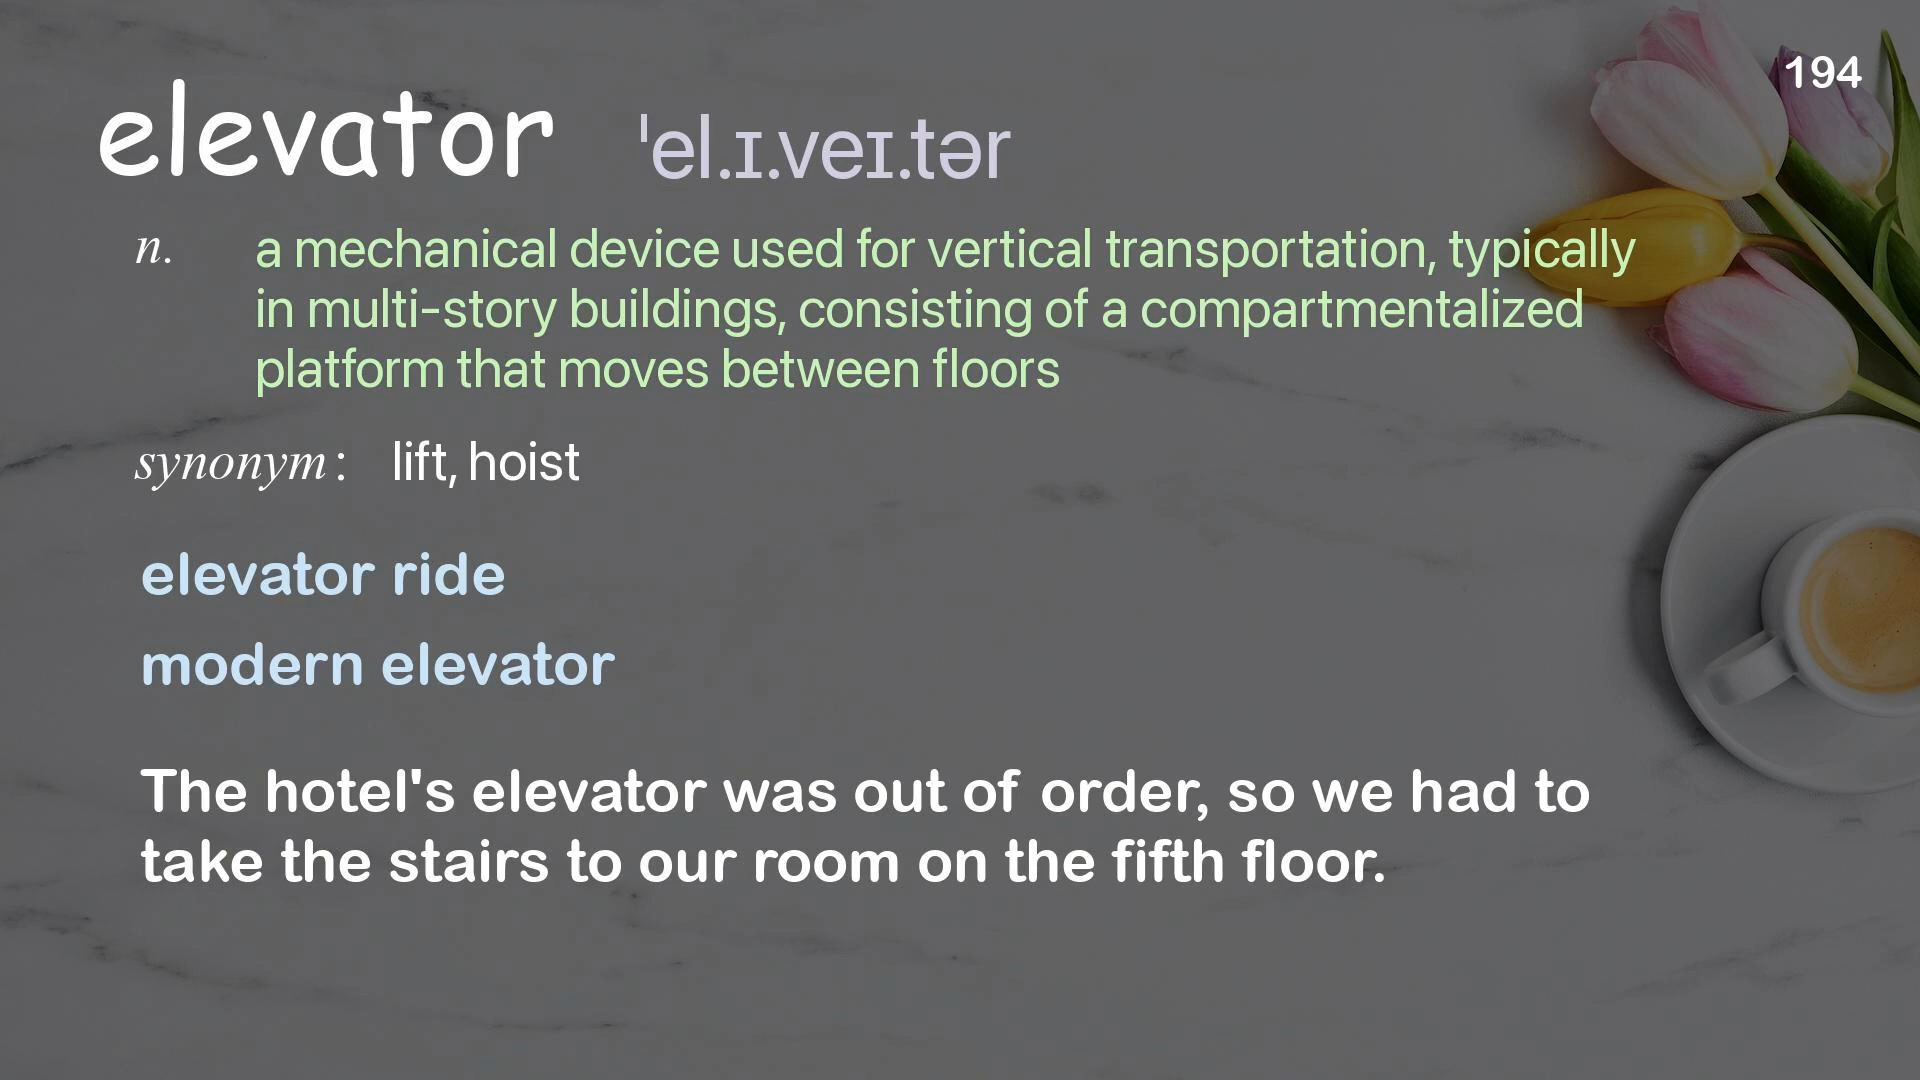 194
elevator ˈel.ɪ.veɪ.tər
n. a mechanical device used for vertical transportation, typically
in multi-story buildings, consisting of a compartmentalized
platform that moves between floors
synonym: lift, hoist
elevator ride
modern elevator
The hotel's elevator was out of order, so we had to
take the stairs to our room on the fifth floor.